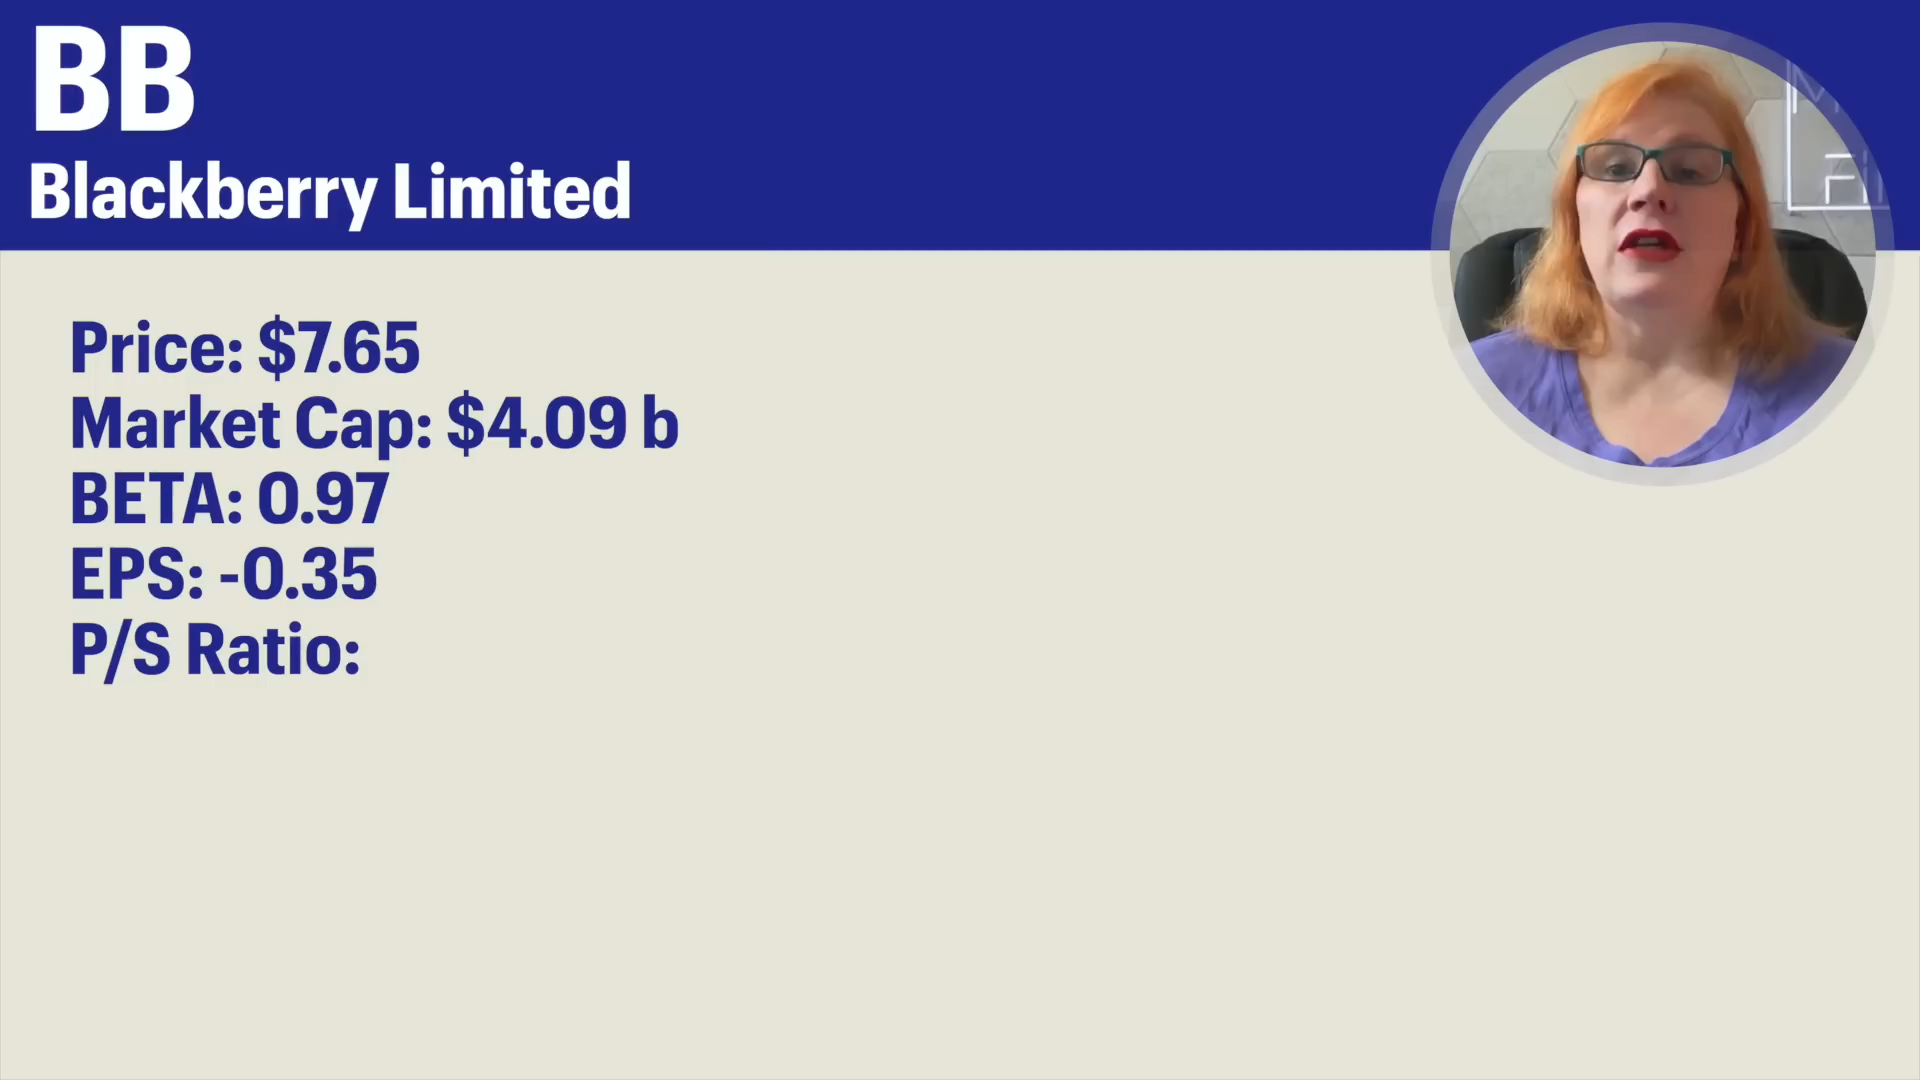 BB
Blackberry Limited
Price: $7.65
Market Cap: $4.09 b
BETA: 0.97
EPS: -0.35
P/S Ratio: